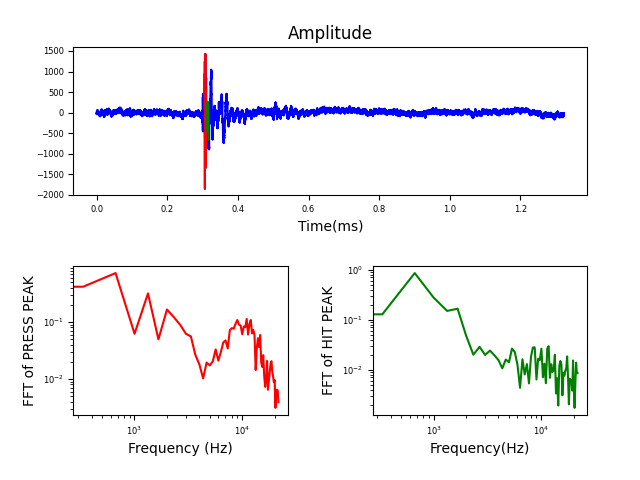 Amplitude
1500
1000
500
0
−500
−1000
−1500
−2000
0.0 0.2 0.4 0.6 0.8 1.0 1.2
Time(ms)
FFT of PRESS PEAK
10⁻¹
10⁻²
10³ 10⁴
Frequency (Hz)
FFT of HIT PEAK
10⁰
10⁻¹
10⁻²
10³ 10⁴
Frequency(Hz)